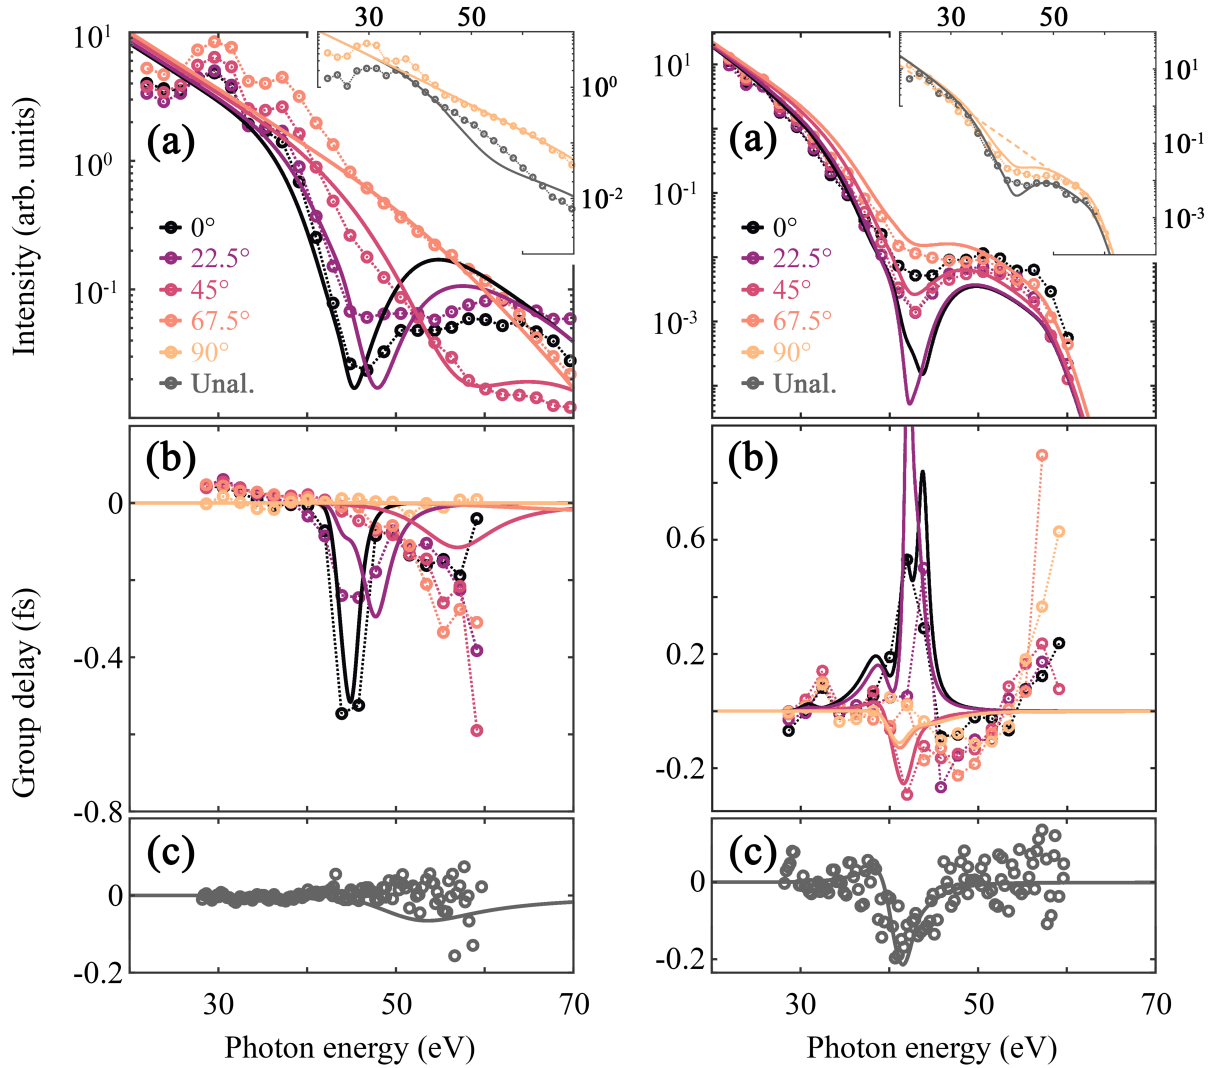 30 50
10^1
10^0
10^-1
Intensity (arb. units)
(a)
10^0
10^-2
0°
22.5°
45°
67.5°
90°
Unal.
30 50
10^1
10^-1
10^-3
(a)
10^1
10^-1
10^-3
0°
22.5°
45°
67.5°
90°
Unal.
(b)
0
-0.4
-0.8
Group delay (fs)
(b)
0.6
0.2
-0.2
(c)
0
-0.2
30 50 70
Photon energy (eV)
(c)
0
-0.2
30 50 70
Photon energy (eV)